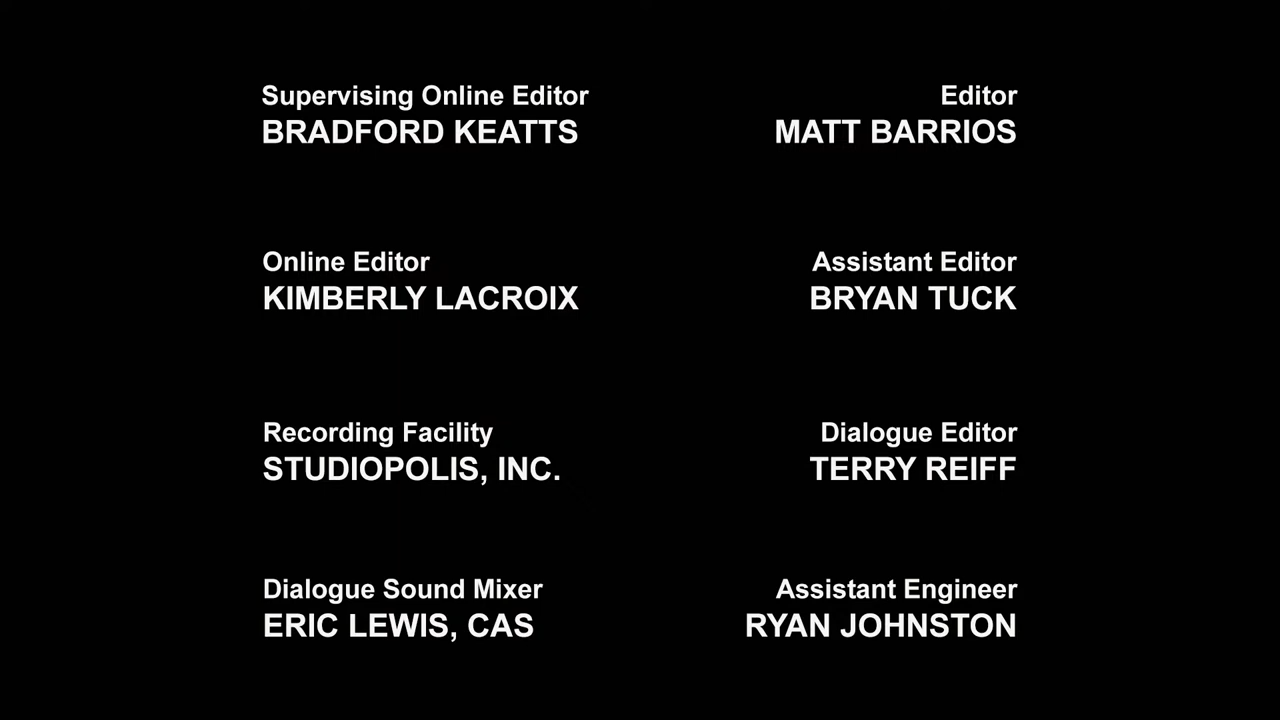 Supervising Online Editor
BRADFORD KEATTS
Editor
MATT BARRIOS
Online Editor
KIMBERLY LACROIX
Assistant Editor
BRYAN TUCK
Recording Facility
STUDIOPOLIS, INC.
Dialogue Editor
TERRY REIFF
Dialogue Sound Mixer
ERIC LEWIS, CAS
Assistant Engineer
RYAN JOHNSTON